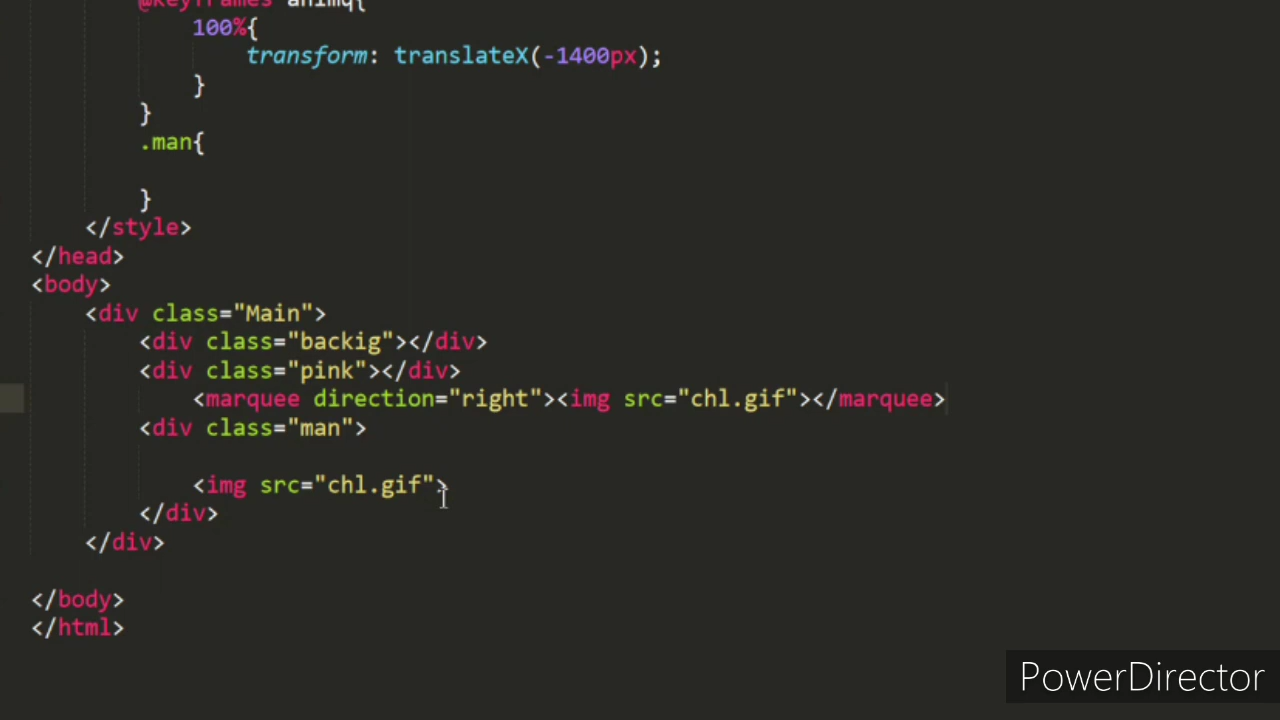 @keyframes animq{
100%{
transform: translateX(-1400px);
}
}
.man{
}
</style>
</head>
<body>
<div class="Main">
<div class="backig"></div>
<div class="pink"></div>
<marquee direction="right"><img src="chl.gif"></marquee>
<div class="man">
<img src="chl.gif">
</div>
</div>
</body>
</html>
PowerDirector